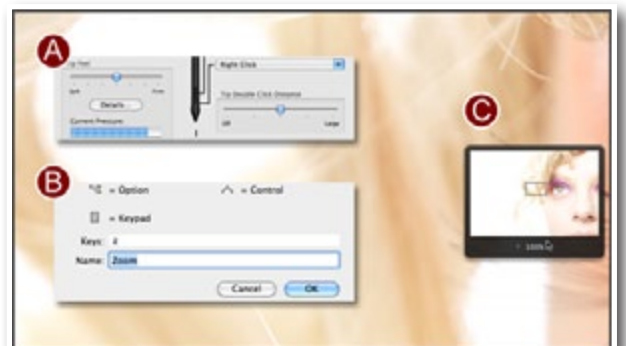 A
Tip Feel
Right Click
Soft
Firm
Details...
Tip Double Click Distance
Off
Large
Current Pressure
B
= Option
= Control
= Keypad
Keys:
Name: Zoom
Cancel
OK
C
100%